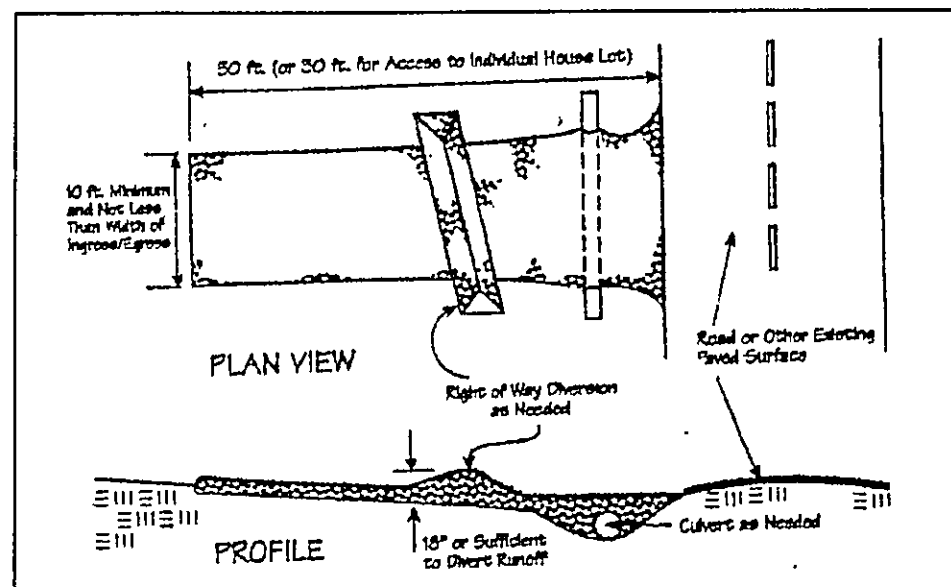 50 ft. (or 30 ft. for Access to Individual House Lot)
10 ft. Minimum
and Not Less
Than Width of
Ingress/Egress
PLAN VIEW
Road or Other Existing
Paved Surface
Right of Way Diversion
as Needed
Culvert as Needed
18" or Sufficient
to Divert Runoff
PROFILE